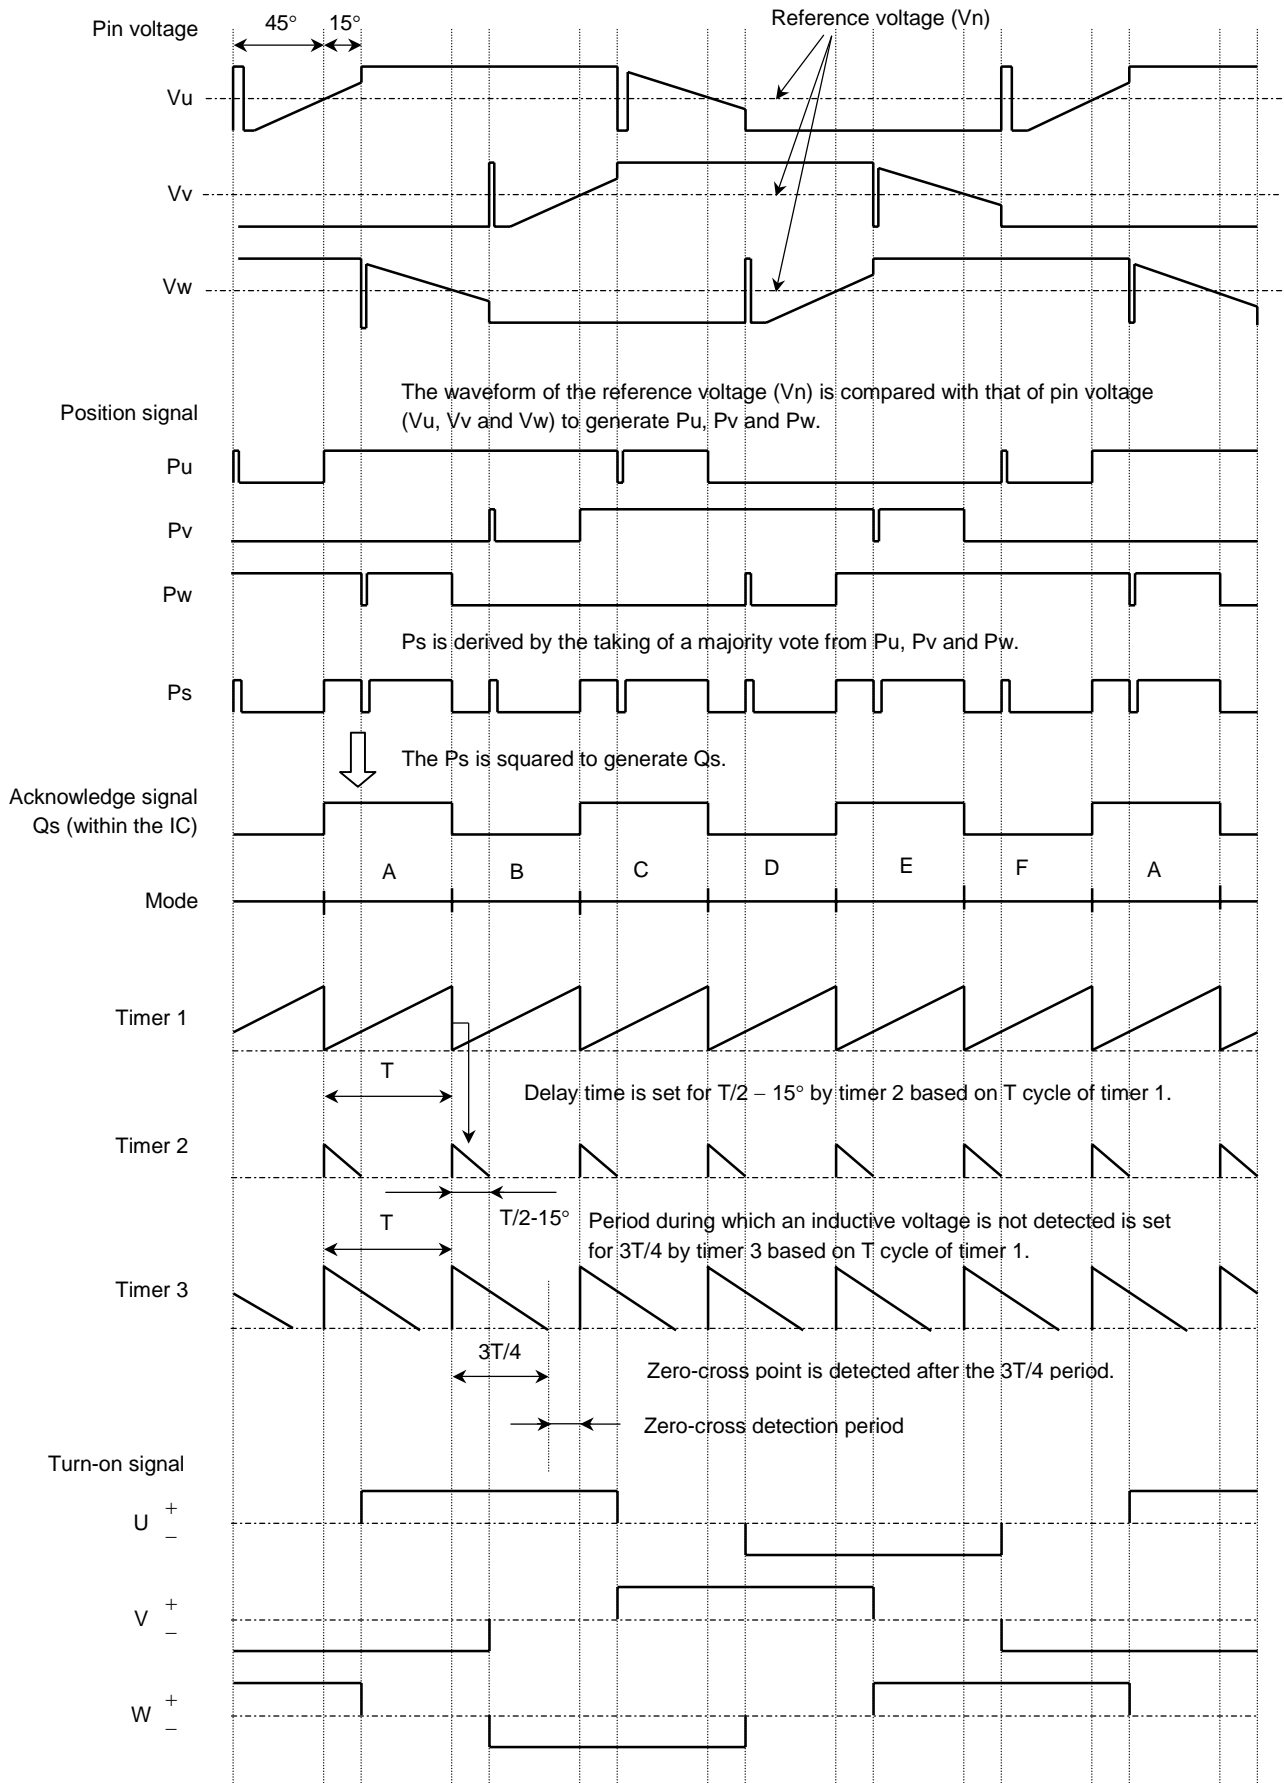 Pin voltage
45°
15°
Reference voltage (Vn)
Vu
Vv
Vw
The waveform of the reference voltage (Vn) is compared with that of pin voltage
(Vu, Vv and Vw) to generate Pu, Pv and Pw.
Position signal
Pu
Pv
Pw
Ps is derived by the taking of a majority vote from Pu, Pv and Pw.
Ps
The Ps is squared to generate Qs.
Acknowledge signal
Qs (within the IC)
A
B
C
D
E
F
A
Mode
Timer 1
T
Delay time is set for T/2 − 15° by timer 2 based on T cycle of timer 1.
Timer 2
T/2-15°
T
Period during which an inductive voltage is not detected is set
for 3T/4 by timer 3 based on T cycle of timer 1.
Timer 3
3T/4
Zero-cross point is detected after the 3T/4 period.
Zero-cross detection period
Turn-on signal
U + −
V + −
W + −